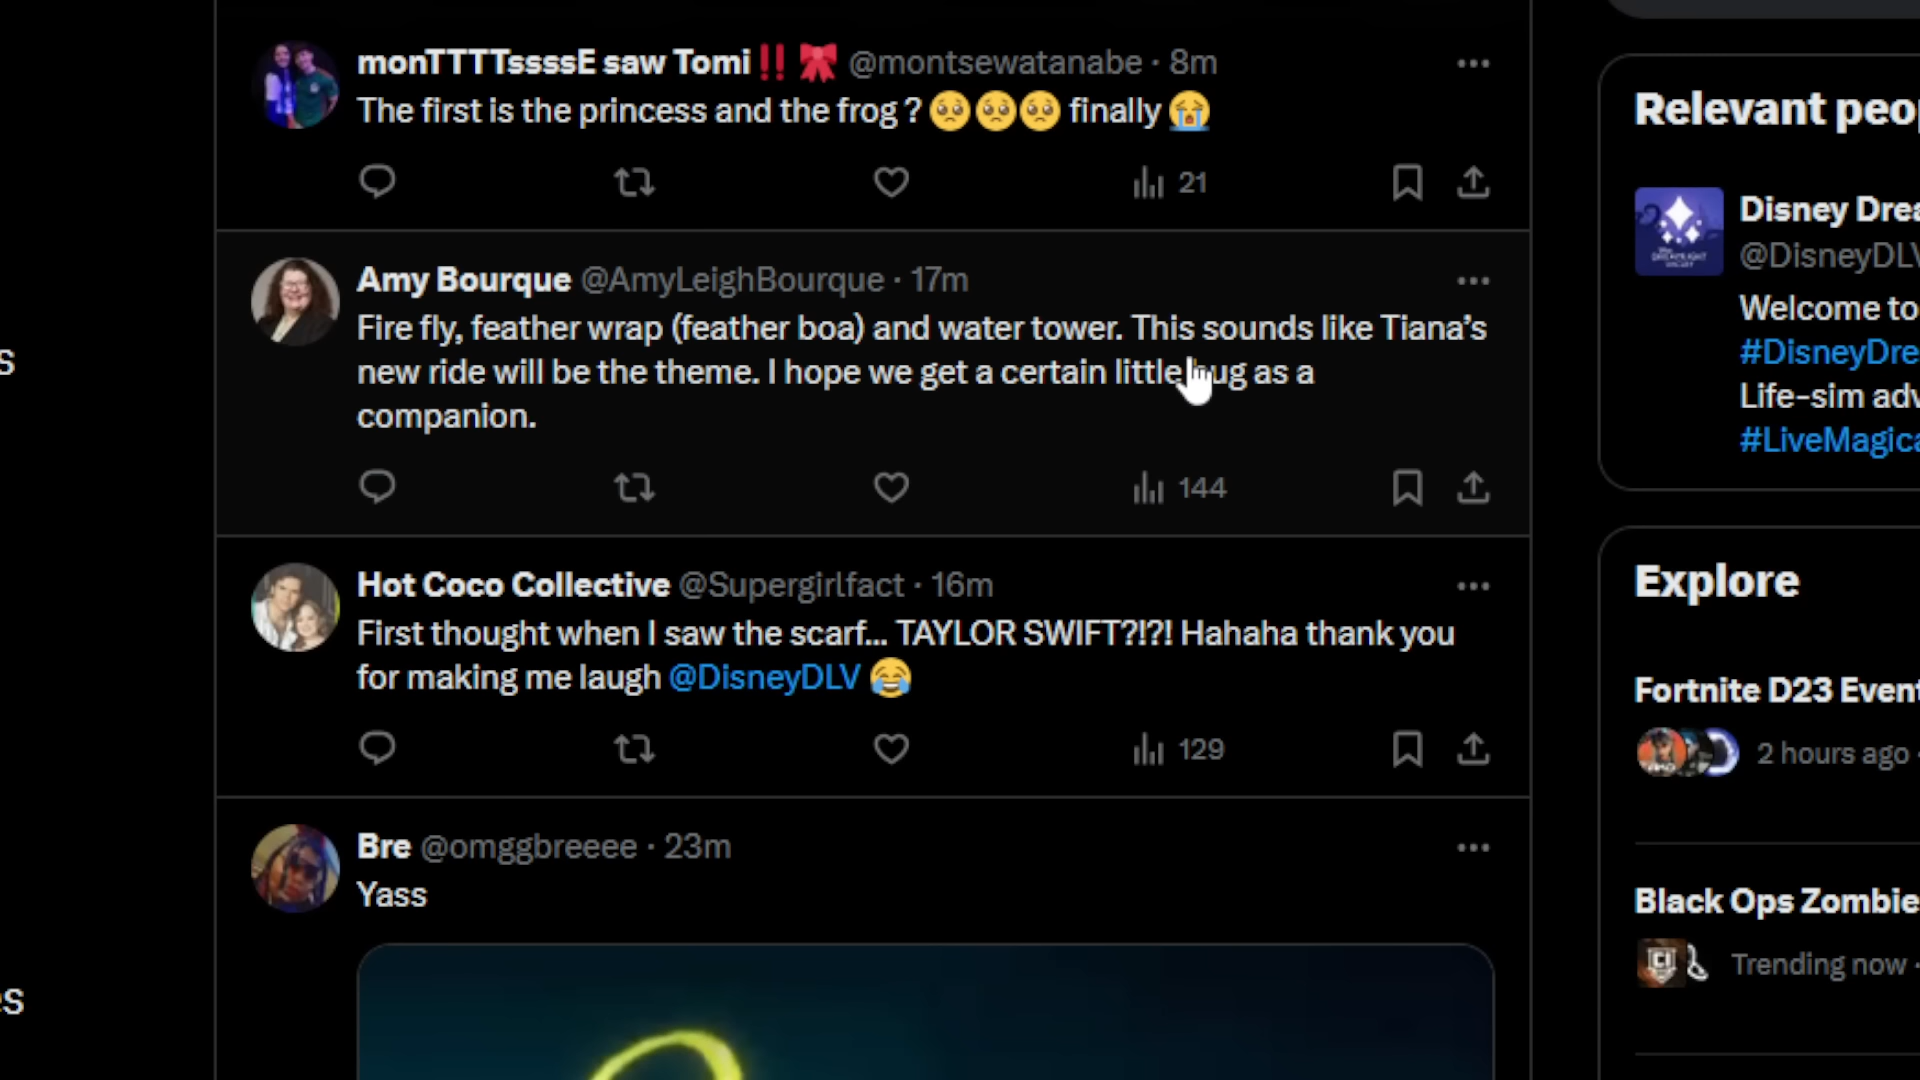 monTTTTssssE saw Tomi‼️🎀 @montsewatanabe · 8m
The first is the princess and the frog ? 🥺🥺🥺 finally 😭
21
Amy Bourque @AmyLeighBourque · 17m
Fire fly, feather wrap (feather boa) and water tower. This sounds like Tiana’s
new ride will be the theme. I hope we get a certain little as a
companion.
144
Hot Coco Collective @Supergirlfact · 16m
First thought when I saw the scarf... TAYLOR SWIFT?!?! Hahaha thank you
for making me laugh @DisneyDLV 😂
129
Bre @omggbreeee · 23m
Yass
Relevant peo
Disney Drea
@DisneyDLV
Welcome to
#DisneyDre
Life-sim adv
#LiveMagica
Explore
Fortnite D23 Event
2 hours ago ·
Black Ops Zombie
Trending now ·
s
es